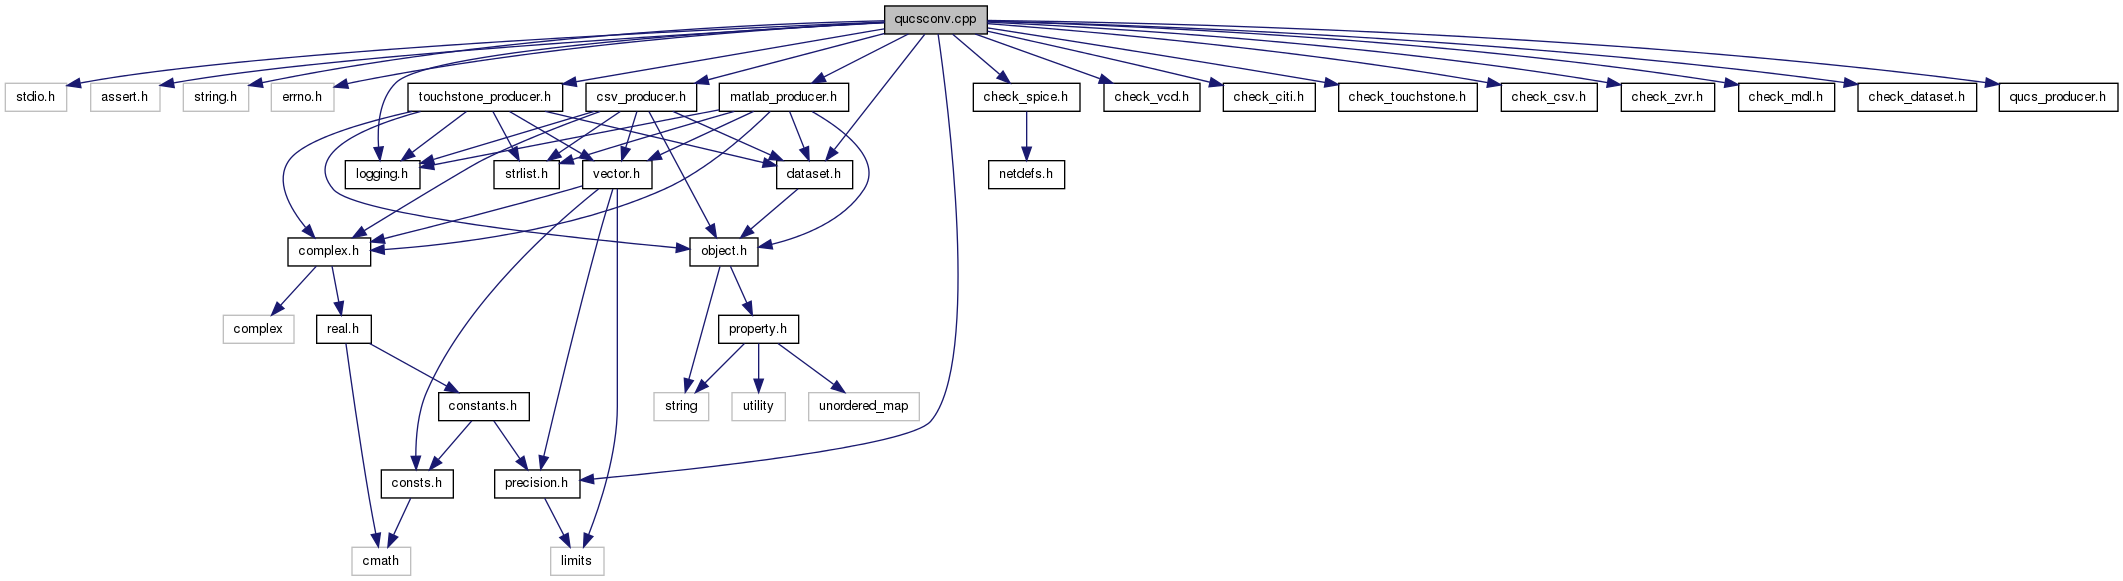 qucsconv.cpp
stdio.h
assert.h
string.h
errno.h
touchstone_producer.h
csv_producer.h
matlab_producer.h
check_spice.h
check_vcd.h
check_citi.h
check_touchstone.h
check_csv.h
check_zvr.h
check_mdl.h
check_dataset.h
qucs_producer.h
logging.h
strlist.h
vector.h
dataset.h
netdefs.h
complex.h
object.h
complex
real.h
property.h
constants.h
string
utility
unordered_map
consts.h
precision.h
cmath
limits